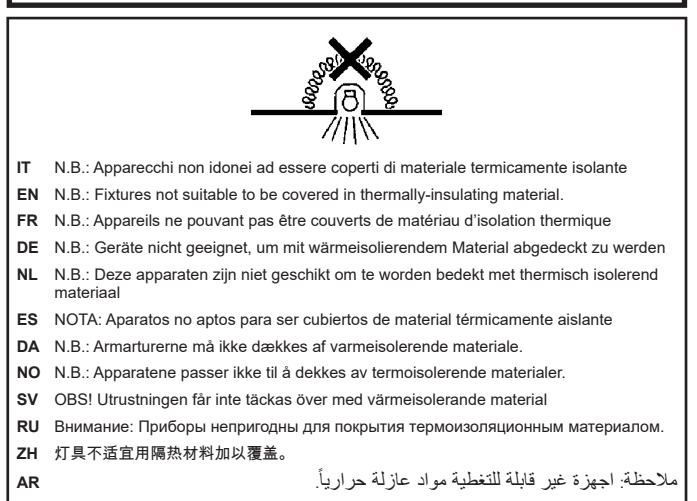 IT N.B.: Apparecchi non idonei ad essere coperti di materiale termicamente isolante
EN N.B.: Fixtures not suitable to be covered in thermally-insulating material.
FR N.B.: Appareils ne pouvant pas être couverts de matériau d'isolation thermique
DE N.B.: Geräte nicht geeignet, um mit wärmeisolierendem Material abgedeckt zu werden
NL N.B.: Deze apparaten zijn niet geschikt om te worden bedekt met thermisch isolerend
materiaal
ES NOTA: Aparatos no aptos para ser cubiertos de material térmicamente aislante
DA N.B.: Armarturerne må ikke dækkes af varmeisolerende materiale.
NO N.B.: Apparatene passer ikke til å dekkes av termoisolerende materialer.
SV OBS! Utrustningen får inte täckas över med värmeisolerande material
RU Внимание: Приборы непригодны для покрытия термоизоляционным материалом.
ZH 灯具不适宜用隔热材料加以覆盖。
AR ملاحظة: اجهزة غير قابلة للتغطية مواد عازلة حرارياً.